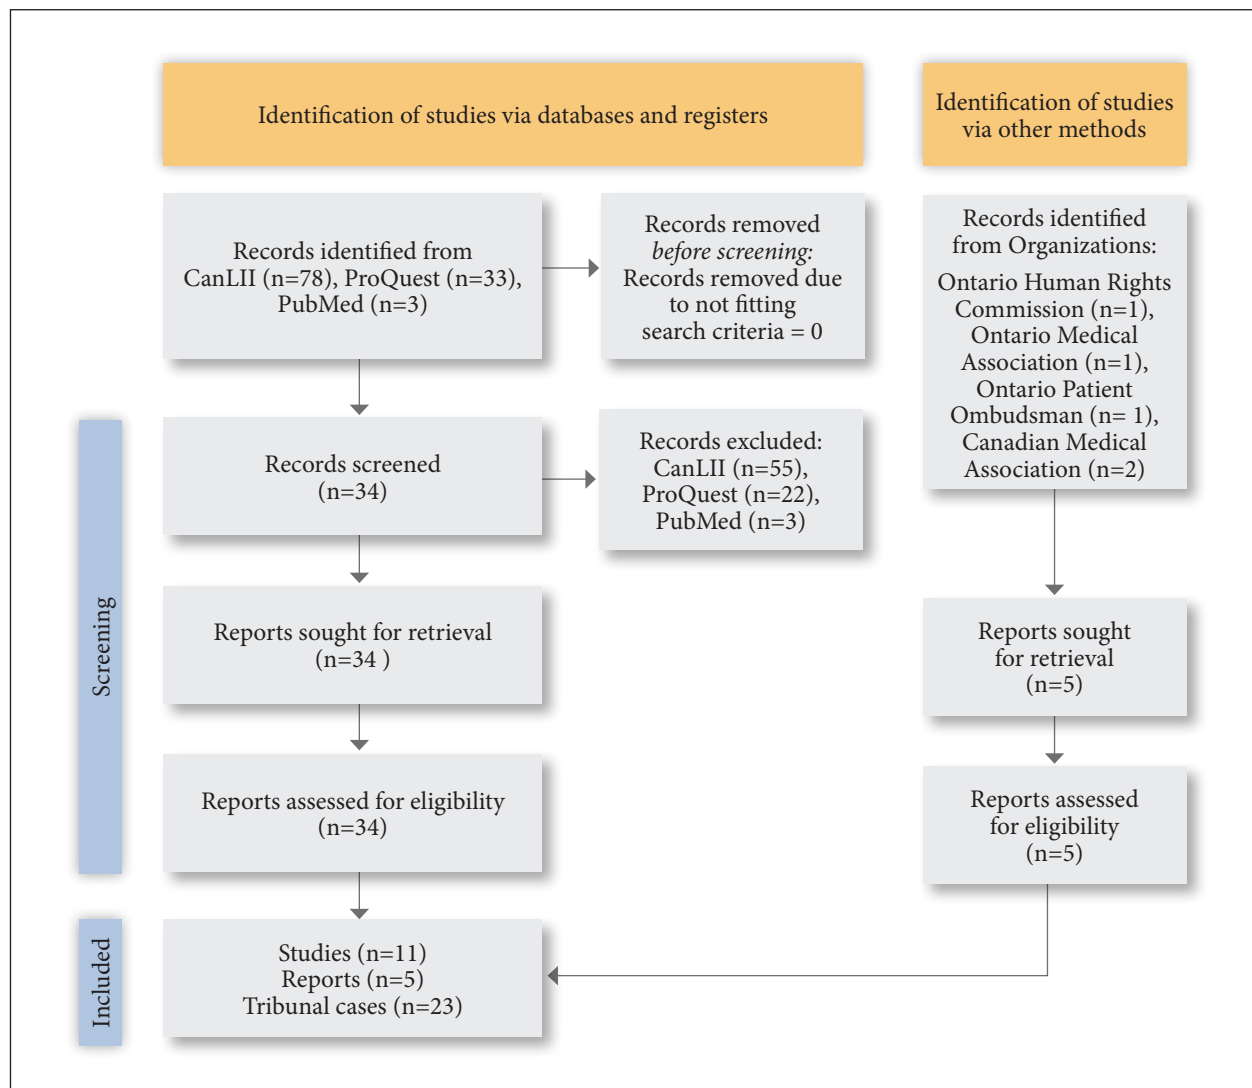 Identification of studies via databases and registers
Identification of studies
via other methods
Records identified from
CanLII (n=78), ProQuest (n=33),
PubMed (n=3)
Records removed
before screening:
Records removed due
to not fitting
search criteria = 0
Records identified
from Organizations:
Ontario Human Rights
Commission (n=1),
Ontario Medical
Association (n=1),
Ontario Patient
Ombudsman (n= 1),
Canadian Medical
Association (n=2)
Screening
Records screened
(n=34)
Records excluded:
CanLII (n=55),
ProQuest (n=22),
PubMed (n=3)
Reports sought for retrieval
(n=34 )
Reports sought
for retrieval
(n=5)
Reports assessed for eligibility
(n=34)
Reports assessed
for eligibility
(n=5)
Included
Studies (n=11)
Reports (n=5)
Tribunal cases (n=23)